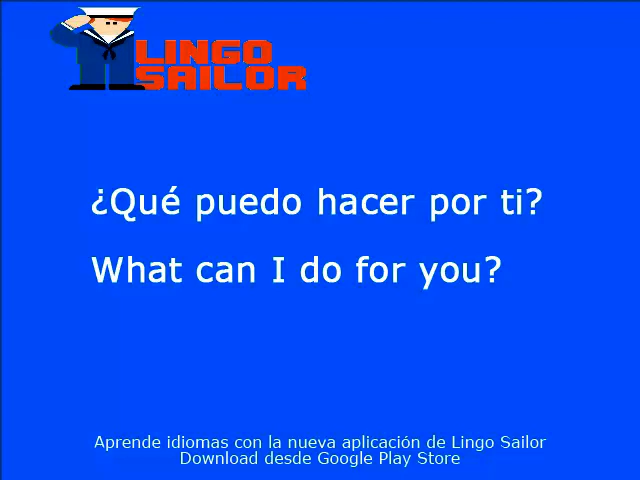 LINGO
SAILOR
¿Qué puedo hacer por ti?
What can I do for you?
Aprende idiomas con la nueva aplicación de Lingo Sailor
Download desde Google Play Store